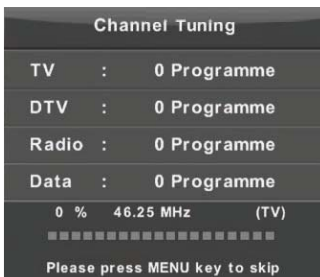 Channel Tuning
TV : 0 Programme
DTV : 0 Programme
Radio : 0 Programme
Data : 0 Programme
0 % 46.25 MHz (TV)
Please press MENU key to skip